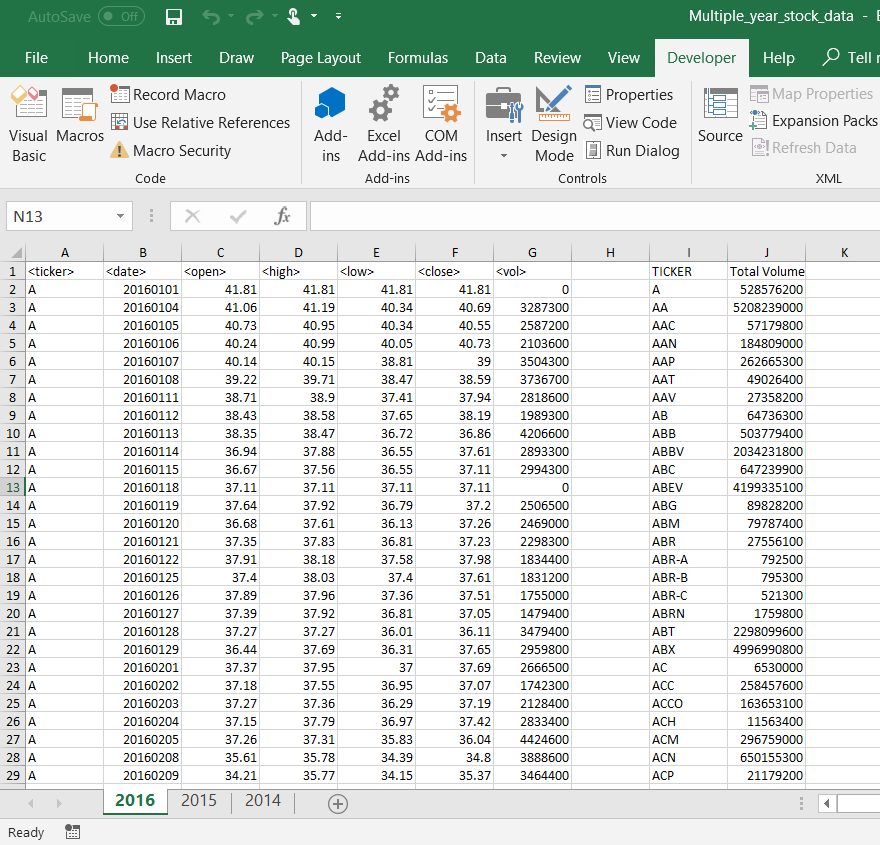 AutoSave Off Multiple_year_stock_data -
File Home Insert Draw Page Layout Formulas Data Review View Developer Help Tell
Visual Basic
Macros
Record Macro
Use Relative References
Macro Security
Code
Add-ins
Excel Add-ins
COM Add-ins
Add-ins
Insert
Design Mode
Properties
View Code
Run Dialog
Controls
Source
Map Properties
Expansion Packs
Refresh Data
XML
N13 fx
A B C D E F G H I J K
1 <ticker> <date> <open> <high> <low> <close> <vol> TICKER Total Volume
2 A 20160101 41.81 41.81 41.81 41.81 0 A 528576200
3 A 20160104 41.06 41.19 40.34 40.69 3287300 AA 5208239000
4 A 20160105 40.73 40.95 40.34 40.55 2587200 AAC 57179800
5 A 20160106 40.24 40.99 40.05 40.73 2103600 AAN 184809000
6 A 20160107 40.14 40.15 38.81 39 3504300 AAP 262665300
7 A 20160108 39.22 39.71 38.47 38.59 3736700 AAT 49026400
8 A 20160111 38.71 38.9 37.41 37.94 2818600 AAV 27358200
9 A 20160112 38.43 38.58 37.65 38.19 1989300 AB 64736300
10 A 20160113 38.35 38.47 36.72 36.86 4206600 ABB 503779400
11 A 20160114 36.94 37.88 36.55 37.61 2893300 ABBV 2034231800
12 A 20160115 36.67 37.56 36.55 37.11 2994300 ABC 647239900
13 A 20160118 37.11 37.11 37.11 37.11 0 ABEV 4199335100
14 A 20160119 37.64 37.92 36.79 37.2 2506500 ABG 89828200
15 A 20160120 36.68 37.61 36.13 37.26 2469000 ABM 79787400
16 A 20160121 37.35 37.83 36.81 37.23 2298300 ABR 27556100
17 A 20160122 37.91 38.18 37.58 37.98 1834400 ABR-A 792500
18 A 20160125 37.4 38.03 37.4 37.61 1831200 ABR-B 795300
19 A 20160126 37.89 37.96 37.36 37.51 1755000 ABR-C 521300
20 A 20160127 37.39 37.92 36.81 37.05 1479400 ABRN 1759800
21 A 20160128 37.27 37.27 36.01 36.11 3479400 ABT 2298099600
22 A 20160129 36.44 37.69 36.31 37.65 2959800 ABX 4996990800
23 A 20160201 37.37 37.95 37 37.69 2666500 AC 6530000
24 A 20160202 37.18 37.55 36.95 37.07 1742300 ACC 258457600
25 A 20160203 37.27 37.36 36.29 37.19 2128400 ACCO 163653100
26 A 20160204 37.15 37.79 36.97 37.42 2833400 ACH 11563400
27 A 20160205 37.26 37.31 35.83 36.04 4424600 ACM 296759000
28 A 20160208 35.61 35.78 34.39 34.8 3888600 ACN 650155300
29 A 20160209 34.21 35.77 34.15 35.37 3464400 ACP 21179200
2016 2015 2014
Ready